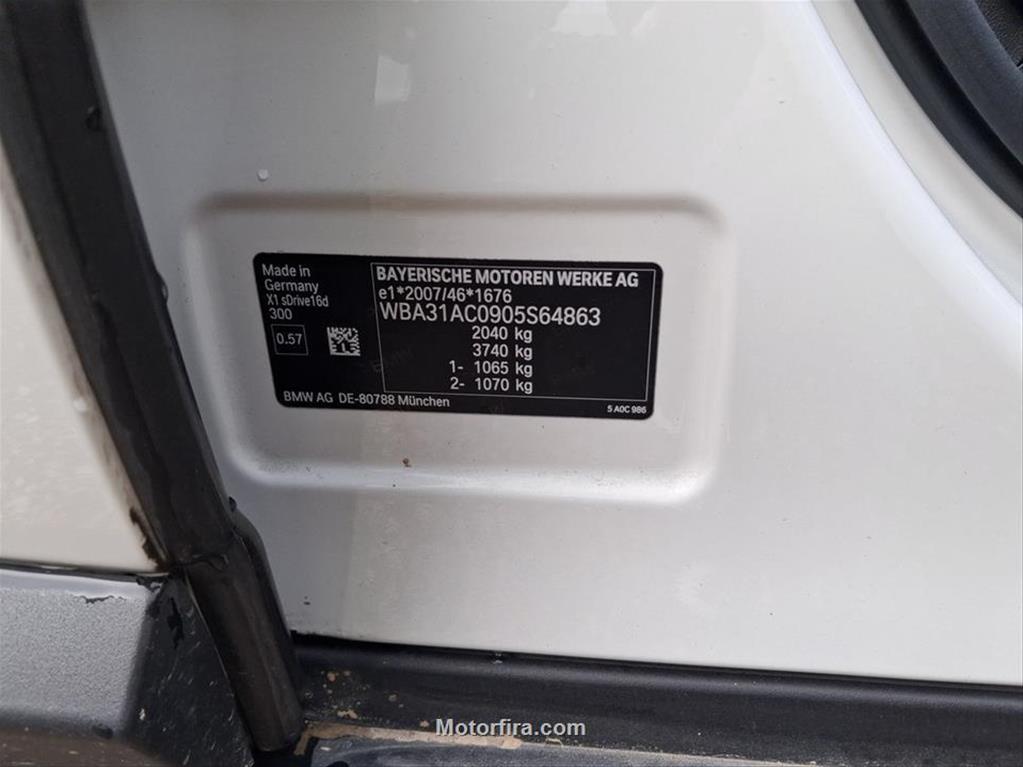 Made in
Germany
X1 sDrive16d
300
0.57
BAYERISCHE MOTOREN WERKE AG
e1*2007/46*1676
WBA31AC0905S64863
2040 kg
3740 kg
1- 1065 kg
2- 1070 kg
BMW AG DE-80788 München
5 A0C 986
Motorfira.com